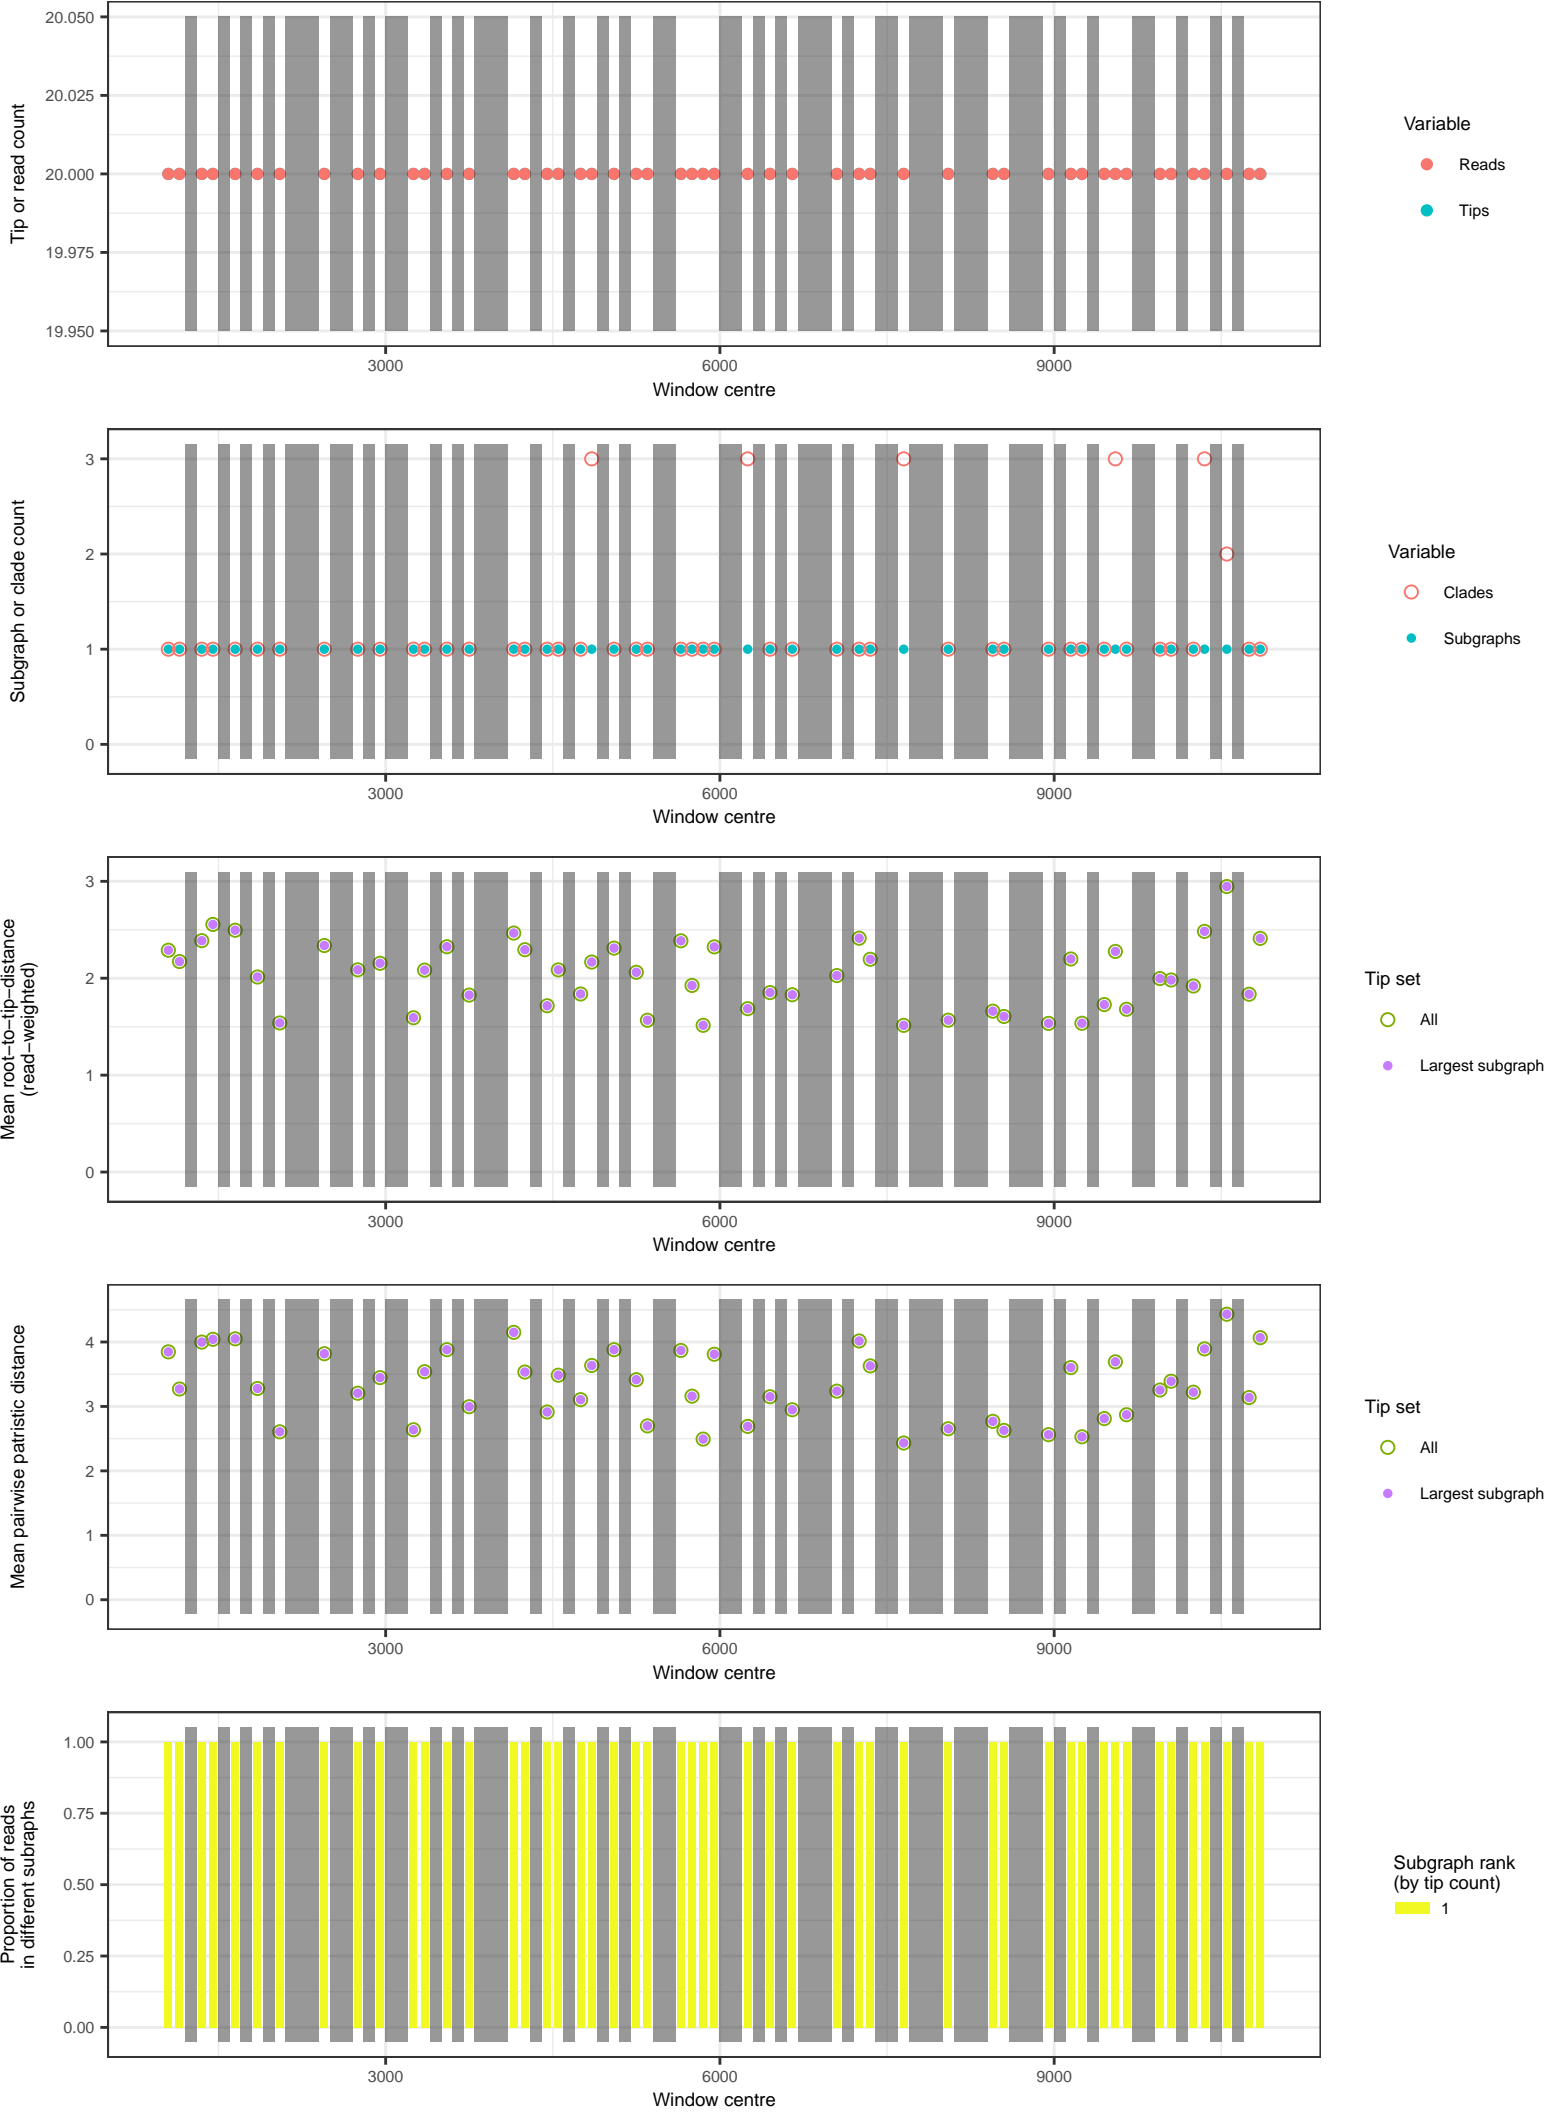 20.050
20.025
20.000
19.975
19.950
Tip or read count
3000
6000
9000
Window centre
Variable
Reads
Tips
3
2
1
0
Subgraph or clade count
3000
6000
9000
Window centre
Variable
Clades
Subgraphs
3
2
1
0
Mean root−to−tip−distance
(read−weighted)
3000
6000
9000
Window centre
Tip set
All
Largest subgraph
4
3
2
1
0
Mean pairwise patristic distance
3000
6000
9000
Window centre
Tip set
All
Largest subgraph
1.00
0.75
0.50
0.25
0.00
Proportion of reads
in different subraphs
3000
6000
9000
Window centre
Subgraph rank
(by tip count)
1